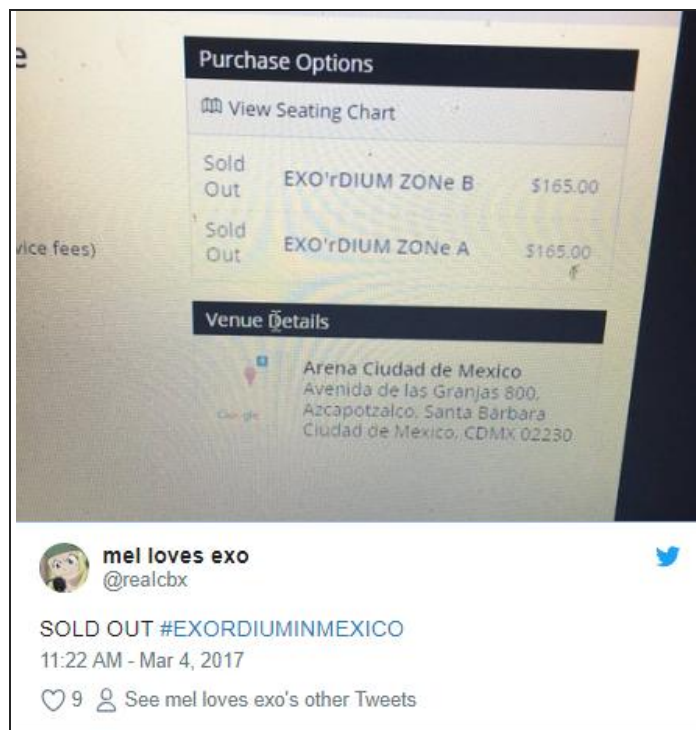 e
Purchase Options
View Seating Chart
Sold
Out
EXO'rDIUM ZONe B
$165.00
Sold
Out
EXO'rDIUM ZONe A
$165.00
vice fees)
Venue Details
Arena Ciudad de Mexico
Avenida de las Granjas 800,
Azcapotzalco, Santa Barbara
Ciudad de Mexico, CDMX 02230
Google
mel loves exo
@realcbx
SOLD OUT #EXORDIUMINMEXICO
11:22 AM - Mar 4, 2017
9 See mel loves exo's other Tweets